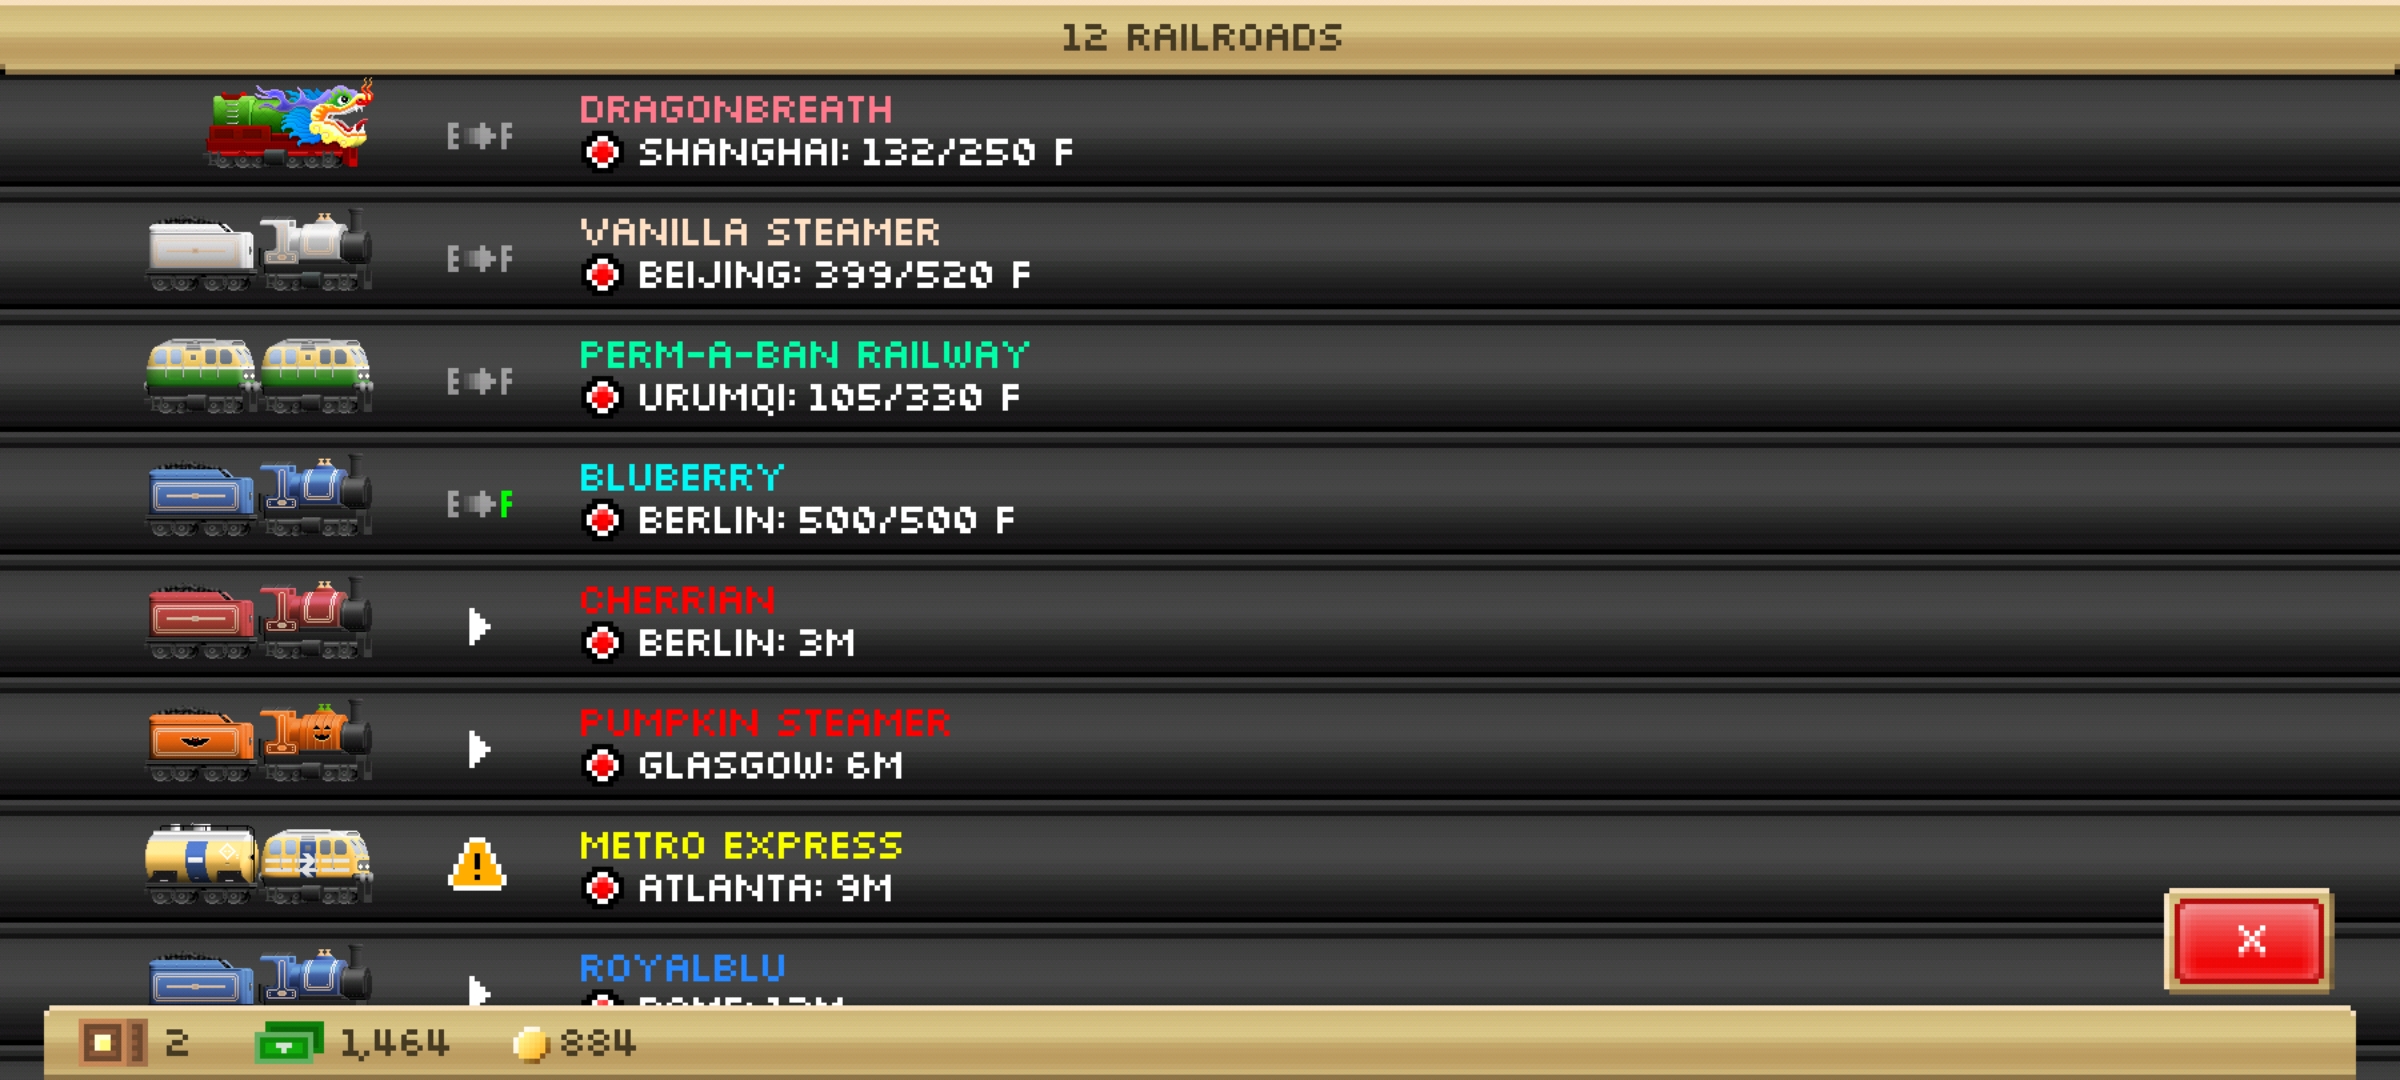 12 RAILROADS
E F
DRAGONBREATH
SHANGHAI: 132/250 F
E F
VANILLA STEAMER
BEIJING: 399/520 F
E F
PERM-A-BAN RAILWAY
URUMQI: 105/330 F
E F
BLUBERRY
BERLIN: 500/500 F
CHERRIAN
BERLIN: 3M
PUMPKIN STEAMER
GLASGOW: 6M
METRO EXPRESS
ATLANTA: 9M
ROYALBLU
X
2 1,464 884